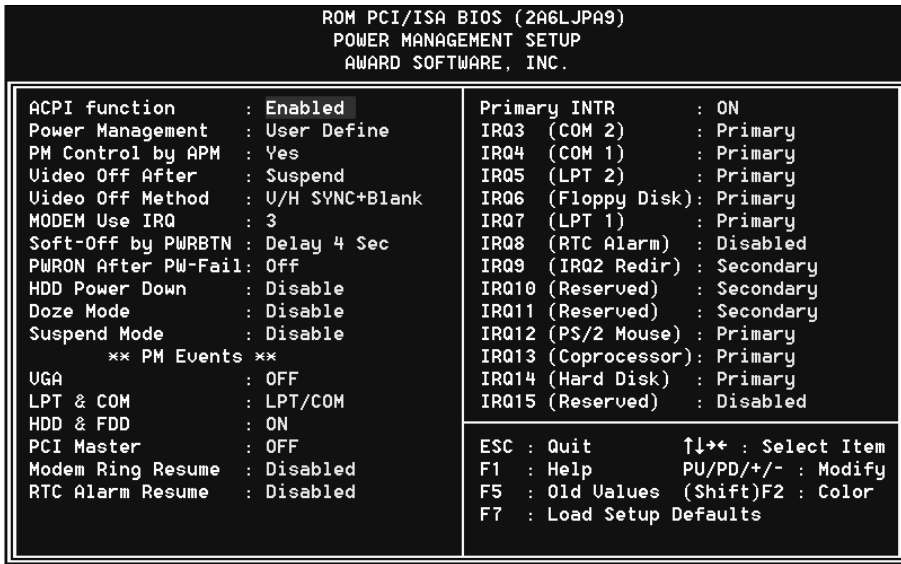 ROM PCI/ISA BIOS (2A6LJPA9)
POWER MANAGEMENT SETUP
AWARD SOFTWARE, INC.
ACPI function : Enabled
Power Management : User Define
PM Control by APM : Yes
Video Off After : Suspend
Video Off Method : V/H SYNC+Blank
MODEM Use IRQ : 3
Soft-Off by PWRBTN : Delay 4 Sec
PWRON After PW-Fail: Off
HDD Power Down : Disable
Doze Mode : Disable
Suspend Mode : Disable
** PM Events **
VGA : OFF
LPT & COM : LPT/COM
HDD & FDD : ON
PCI Master : OFF
Modem Ring Resume : Disabled
RTC Alarm Resume : Disabled
Primary INTR : ON
IRQ3 (COM 2) : Primary
IRQ4 (COM 1) : Primary
IRQ5 (LPT 2) : Primary
IRQ6 (Floppy Disk): Primary
IRQ7 (LPT 1) : Primary
IRQ8 (RTC Alarm) : Disabled
IRQ9 (IRQ2 Redir) : Secondary
IRQ10 (Reserved) : Secondary
IRQ11 (Reserved) : Secondary
IRQ12 (PS/2 Mouse) : Primary
IRQ13 (Coprocessor): Primary
IRQ14 (Hard Disk) : Primary
IRQ15 (Reserved) : Disabled
ESC : Quit ↑↓→← : Select Item
F1 : Help PU/PD/+/- : Modify
F5 : Old Values (Shift)F2 : Color
F7 : Load Setup Defaults